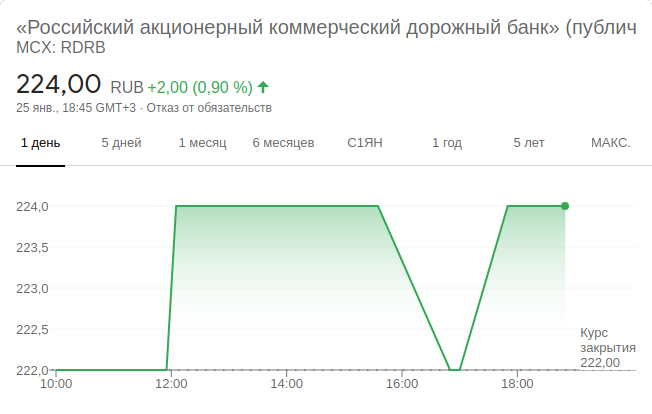 «Российский акционерный коммерческий дорожный банк» (публич
MCX: RDRB
224,00 RUB +2,00 (0,90 %)
25 янв., 18:45 GMT+3 · Отказ от обязательств
1 день 5 дней 1 месяц 6 месяцев С1ЯН 1 год 5 лет МАКС.
224,0
223,5
223,0
222,5
Курс
закрытия
222,00
222,0
10:00 12:00 14:00 16:00 18:00